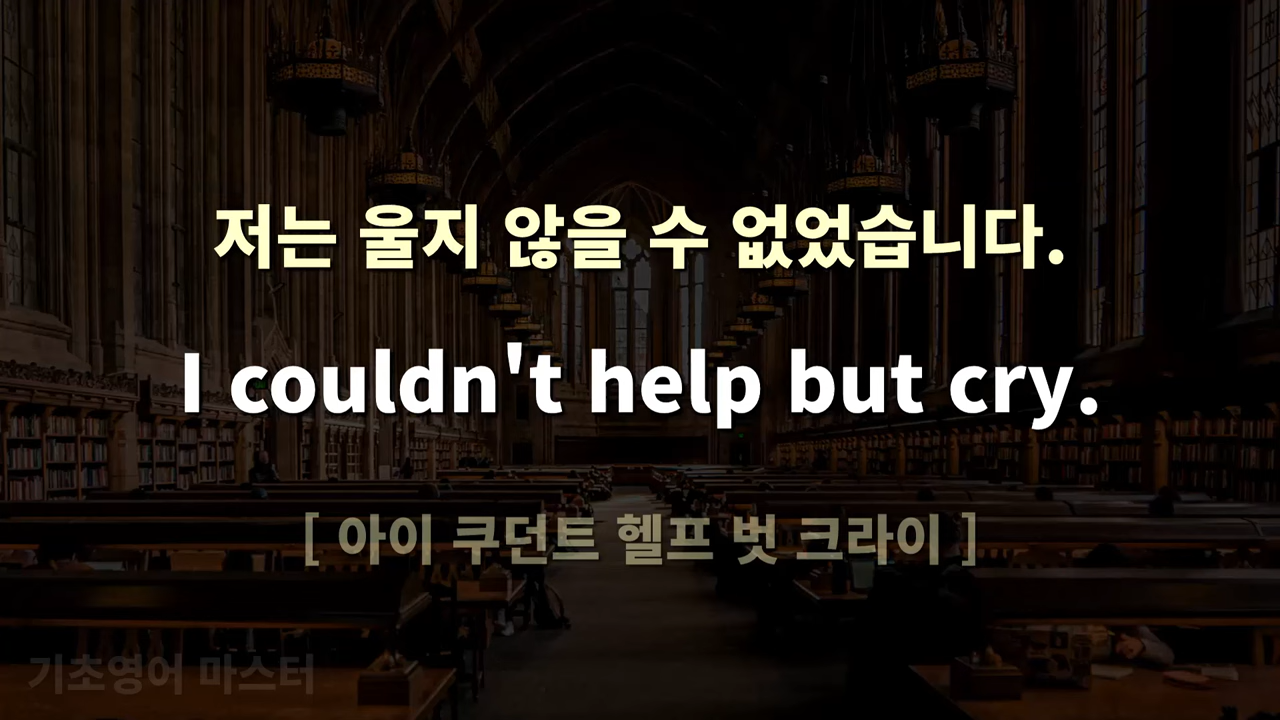 저는 울지 않을 수 없었습니다.
I couldn't help but cry.
[ 아이 쿠던트 헬프 벗 크라이 ]
기초영어 마스터